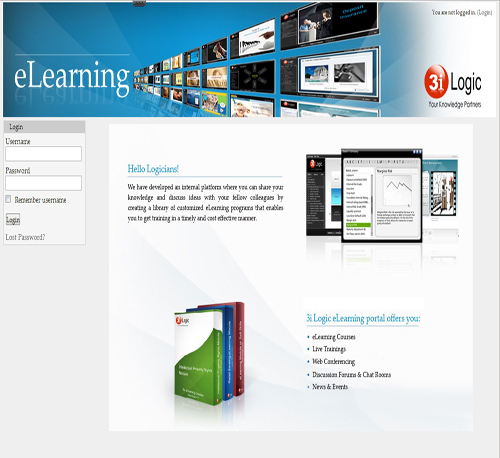 You are not logged in. (Login)
eLearning
Deposit
Insurance
3i Logic
Your Knowledge Partners
Login
Username
Password
Remember username
Login
Lost Password?
Hello Logicians!
We have developed an internal platform where you can share your
knowledge and discuss ideas with your fellow colleagues by
creating a library of customized eLearning programs that enables
you to get training in a timely and cost-effective manner.
3i Logic
3i Logic eLearning portal offers you:
eLearning Courses
Live Trainings
Web Conferencing
Discussion Forums & Chat Rooms
News & Events